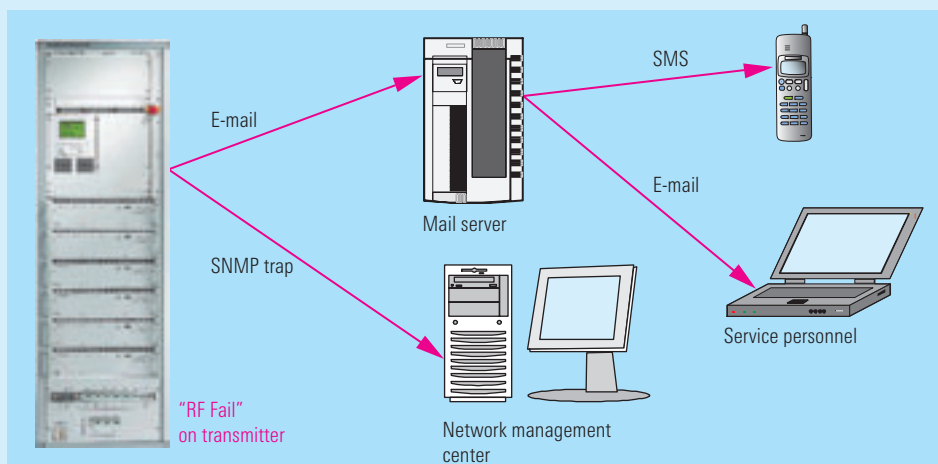 E-mail
SNMP trap
"RF Fail"
on transmitter
Mail server
Network management
center
SMS
E-mail
Service personnel